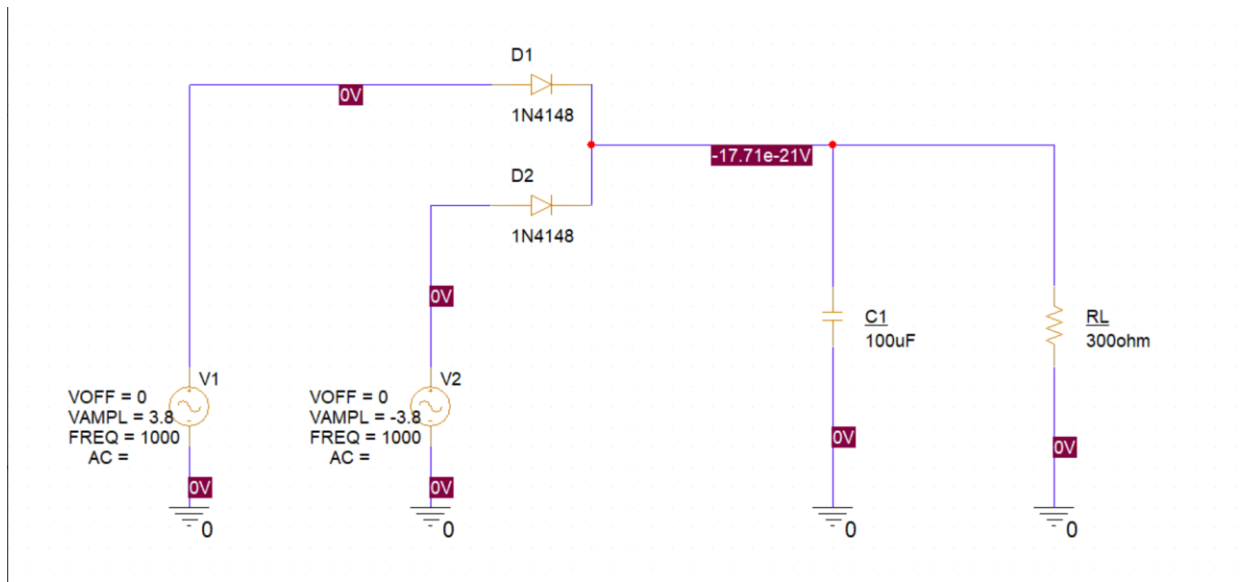 D1
0V
1N4148
-17.71e-21V
D2
1N4148
0V
C1
100uF
RL
300ohm
V1
VOFF = 0
VAMPL = 3.8
FREQ = 1000
AC =
V2
VOFF = 0
VAMPL = -3.8
FREQ = 1000
AC =
0V
0V
0V
0V
0
0
0
0